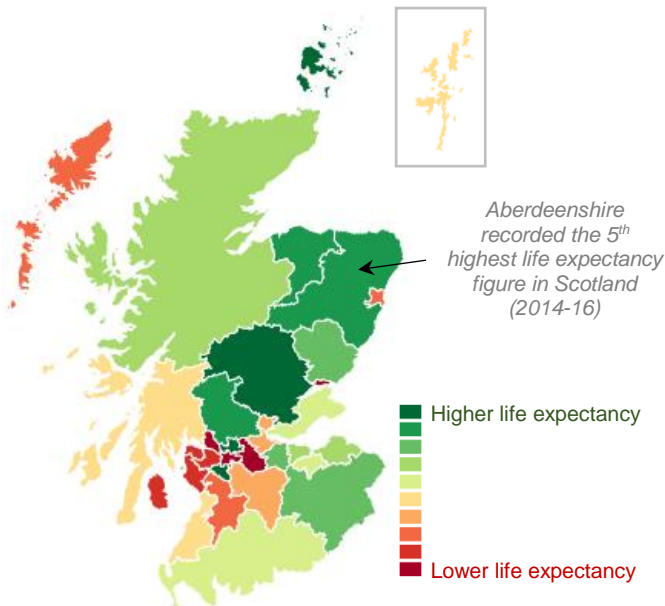 Aberdeenshire
recorded the 5th
highest life expectancy
figure in Scotland
(2014-16)
Higher life expectancy
Lower life expectancy